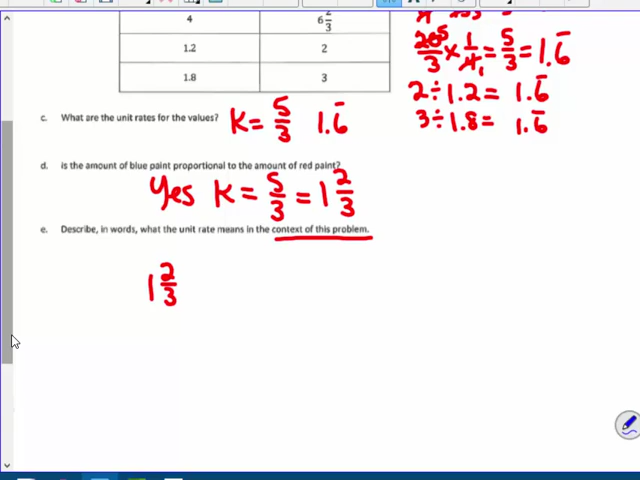 4 6 2/3
20 5/3 × 1/4 1 = 5/3 = 1.6̄
1.2 2
2 ÷ 1.2 = 1.6̄
1.8 3
3 ÷ 1.8 = 1.6̄
c. What are the unit rates for the values? K = 5/3 1.6̄
d. is the amount of blue paint proportional to the amount of red paint?
Yes K = 5/3 = 1 2/3
e. Describe, in words, what the unit rate means in the context of this problem.
1 2/3